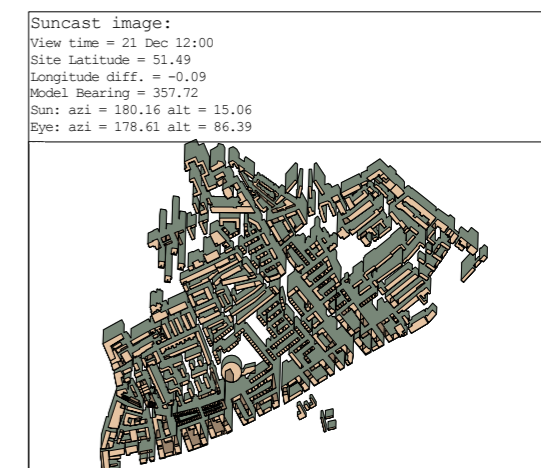 Suncast image:
View time = 21 Dec 12:00
Site Latitude = 51.49
Longitude diff. = -0.09
Model Bearing = 357.72
Sun: azi = 180.16 alt = 15.06
Eye: azi = 178.61 alt = 86.39